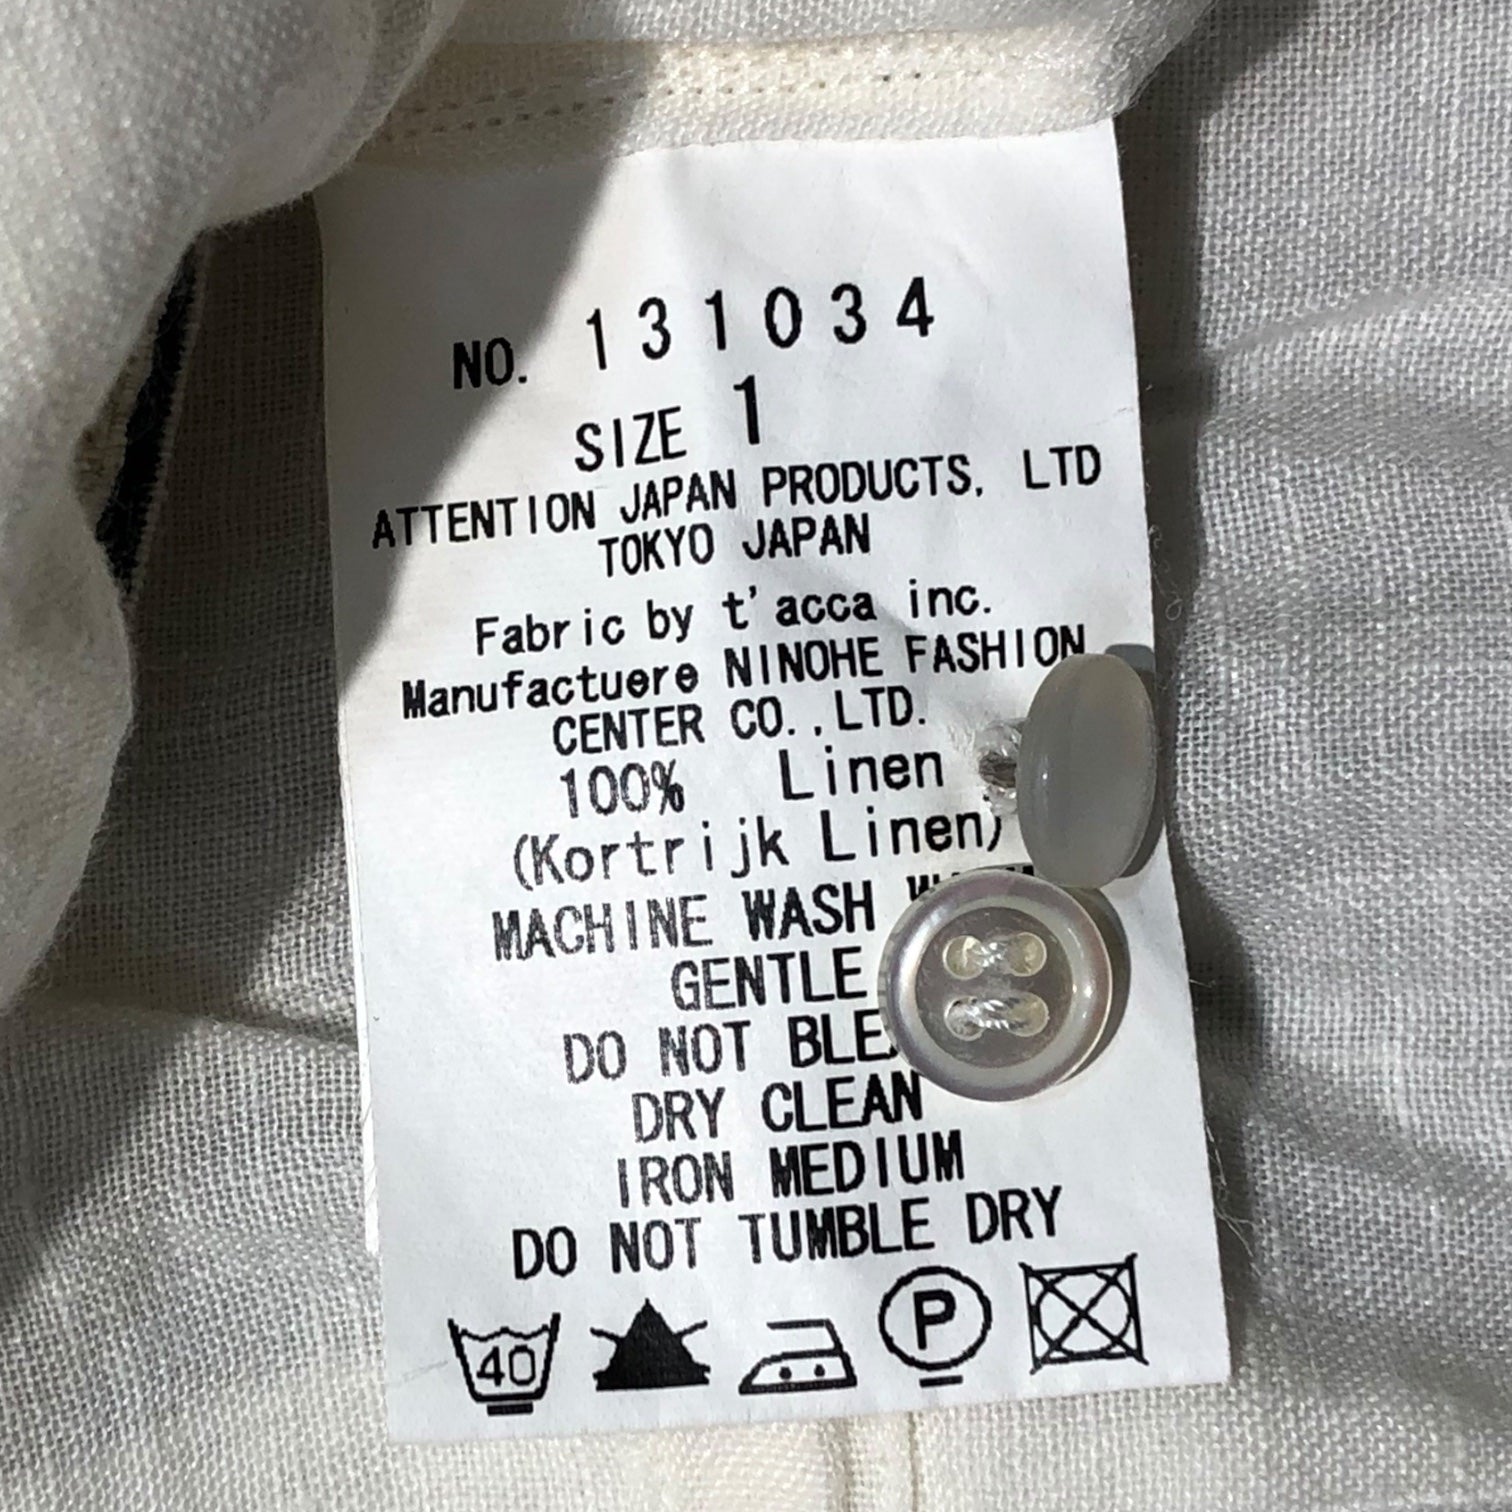 NO. 131034
SIZE 1
ATTENTION JAPAN PRODUCTS. LTD
TOKYO JAPAN
Fabric by t'acca inc.
Manufactuere NINOHE FASHION
CENTER CO.,LTD.
100% Linen
(Kortrijk Linen)
MACHINE WASH
GENTLE
DO NOT
DRY CLEAN
IRON MEDIUM
DO NOT TUMBLE DRY
40 P